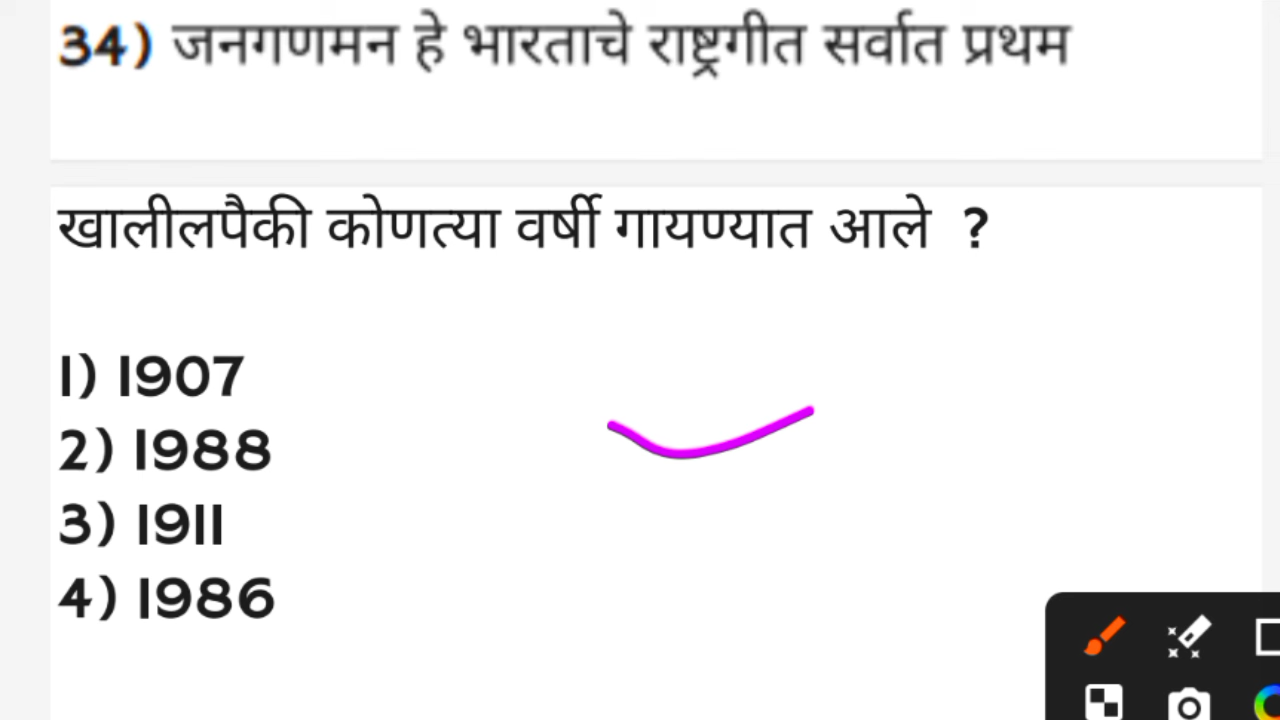 34) जनगणमन हे भारताचे राष्ट्रगीत सर्वात प्रथम
खालीलपैकी कोणत्या वर्षी गायण्यात आले ?
1) 1907
2) 1988
3) 1911
4) 1986